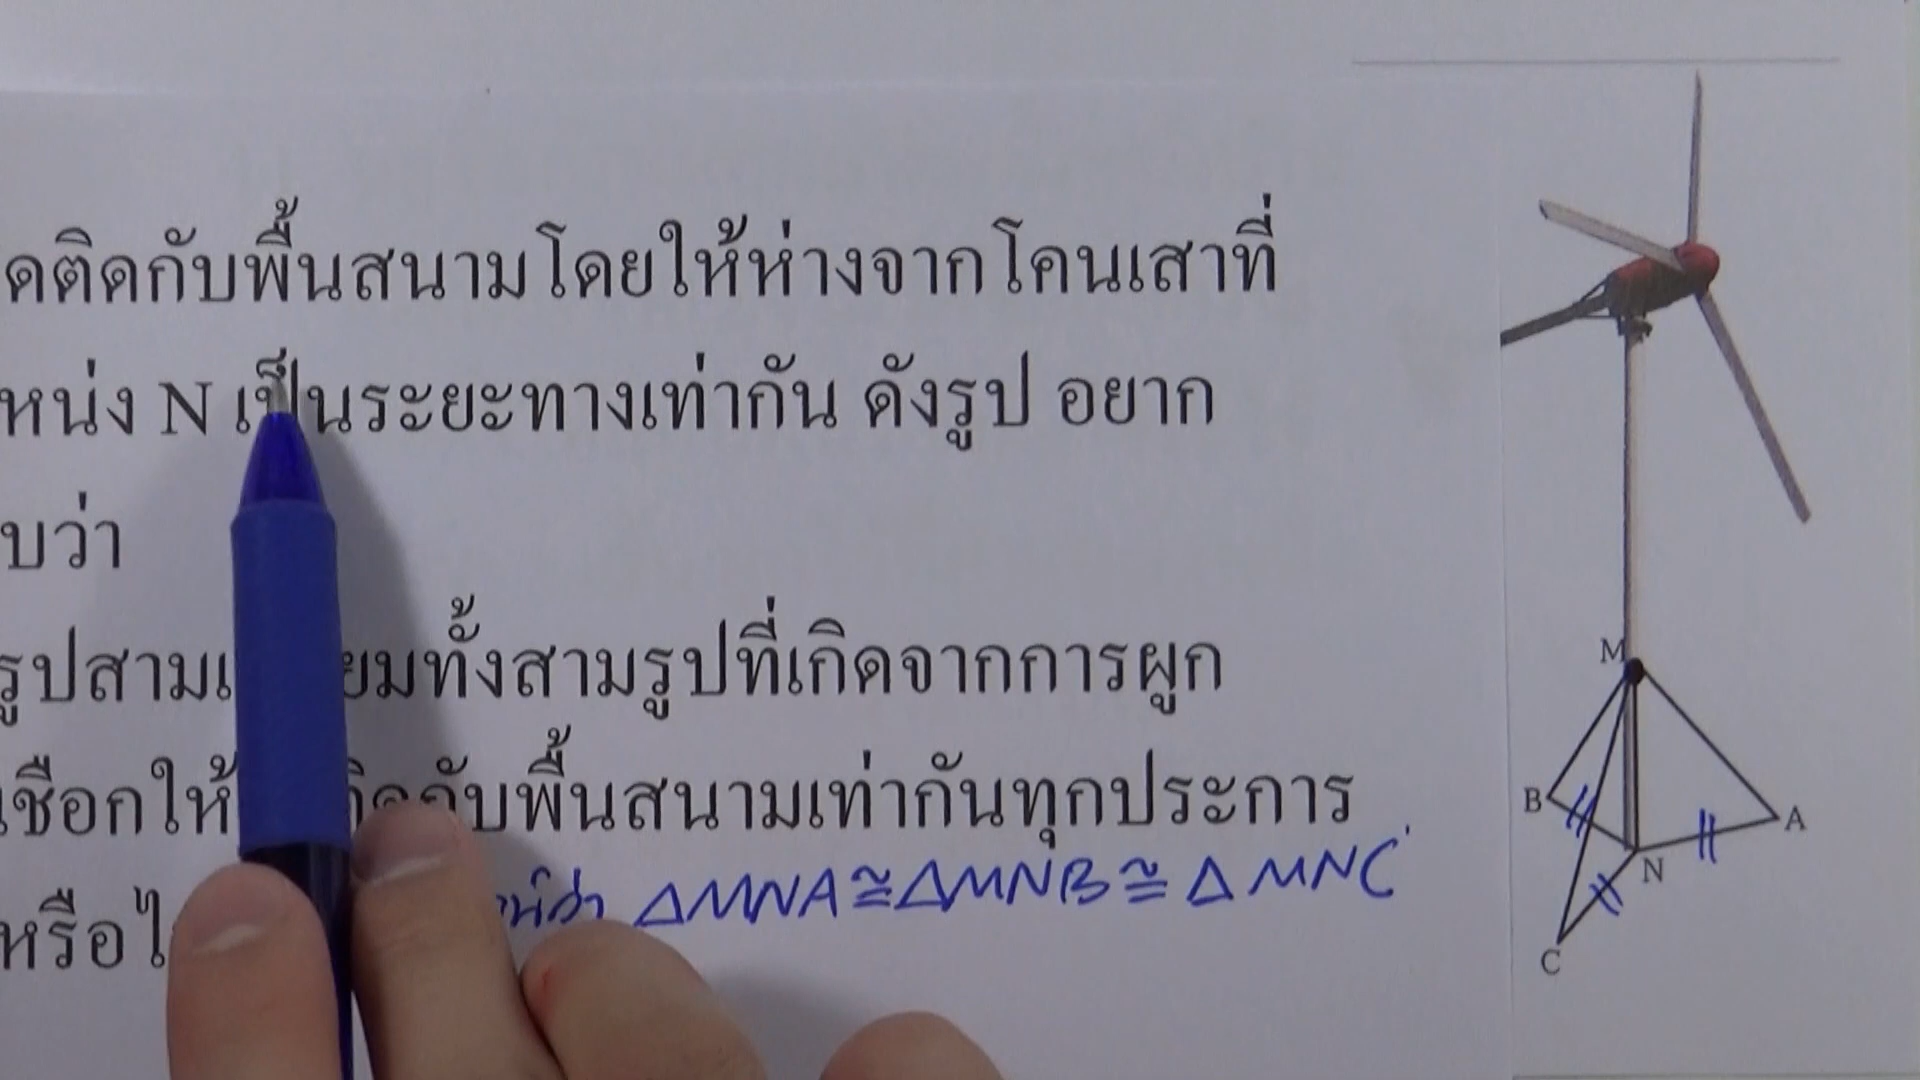 ดติดกับพื้นสนามโดยให้ห่างจากโคนเสาที่
หน่ง N เป็นระยะทางเท่ากัน ดังรูป อยาก
บว่า
รูปสามเ ยมทั้งสามรูปที่เกิดจากการผูก
เชือกให้ ติดกับพื้นสนามเท่ากันทุกประการ
หรือไ
ว่า ΔMNA ≅ ΔMNB ≅ Δ MNC
M
B
A
N
C